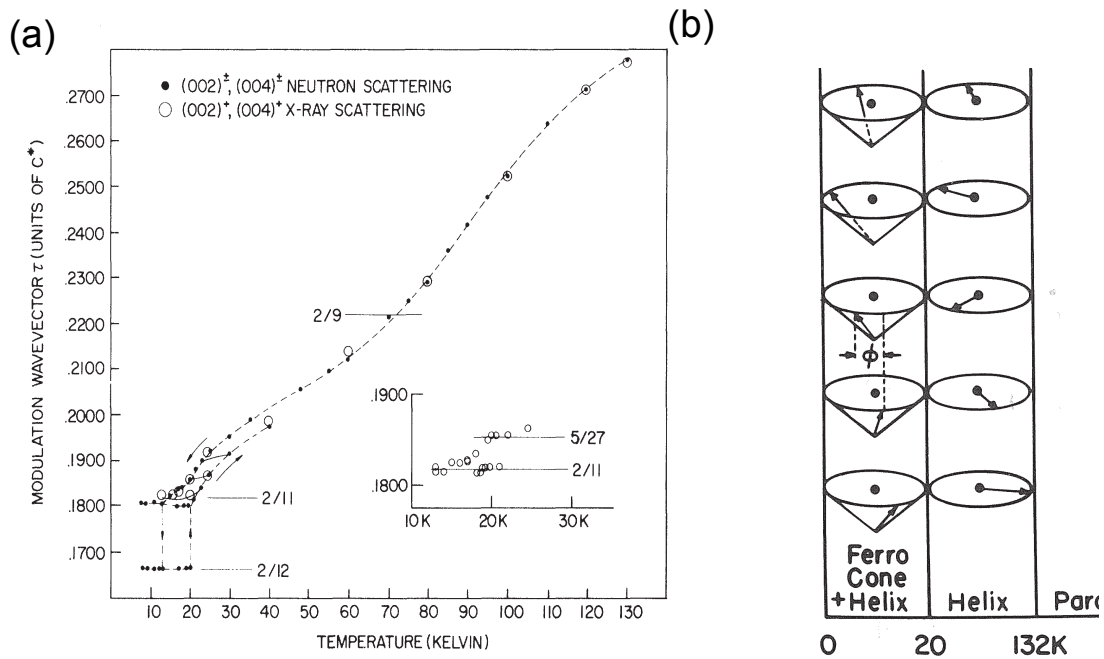 (a)
(b)
• (002)±, (004)± NEUTRON SCATTERING
○ (002)+, (004)+ X-RAY SCATTERING
MODULATION WAVEVECTOR τ (UNITS OF C*)
.2700
.2600
.2500
.2400
.2300
.2200
.2100
.2000
.1900
.1800
.1700
2/9
2/11
2/12
.1900
.1800
5/27
2/11
10K
20K
30K
10 20 30 40 50 60 70 80 90 100 110 120 130
TEMPERATURE (KELVIN)
ϕ
Ferro
Cone
+Helix
Helix
Para
0 20 132K